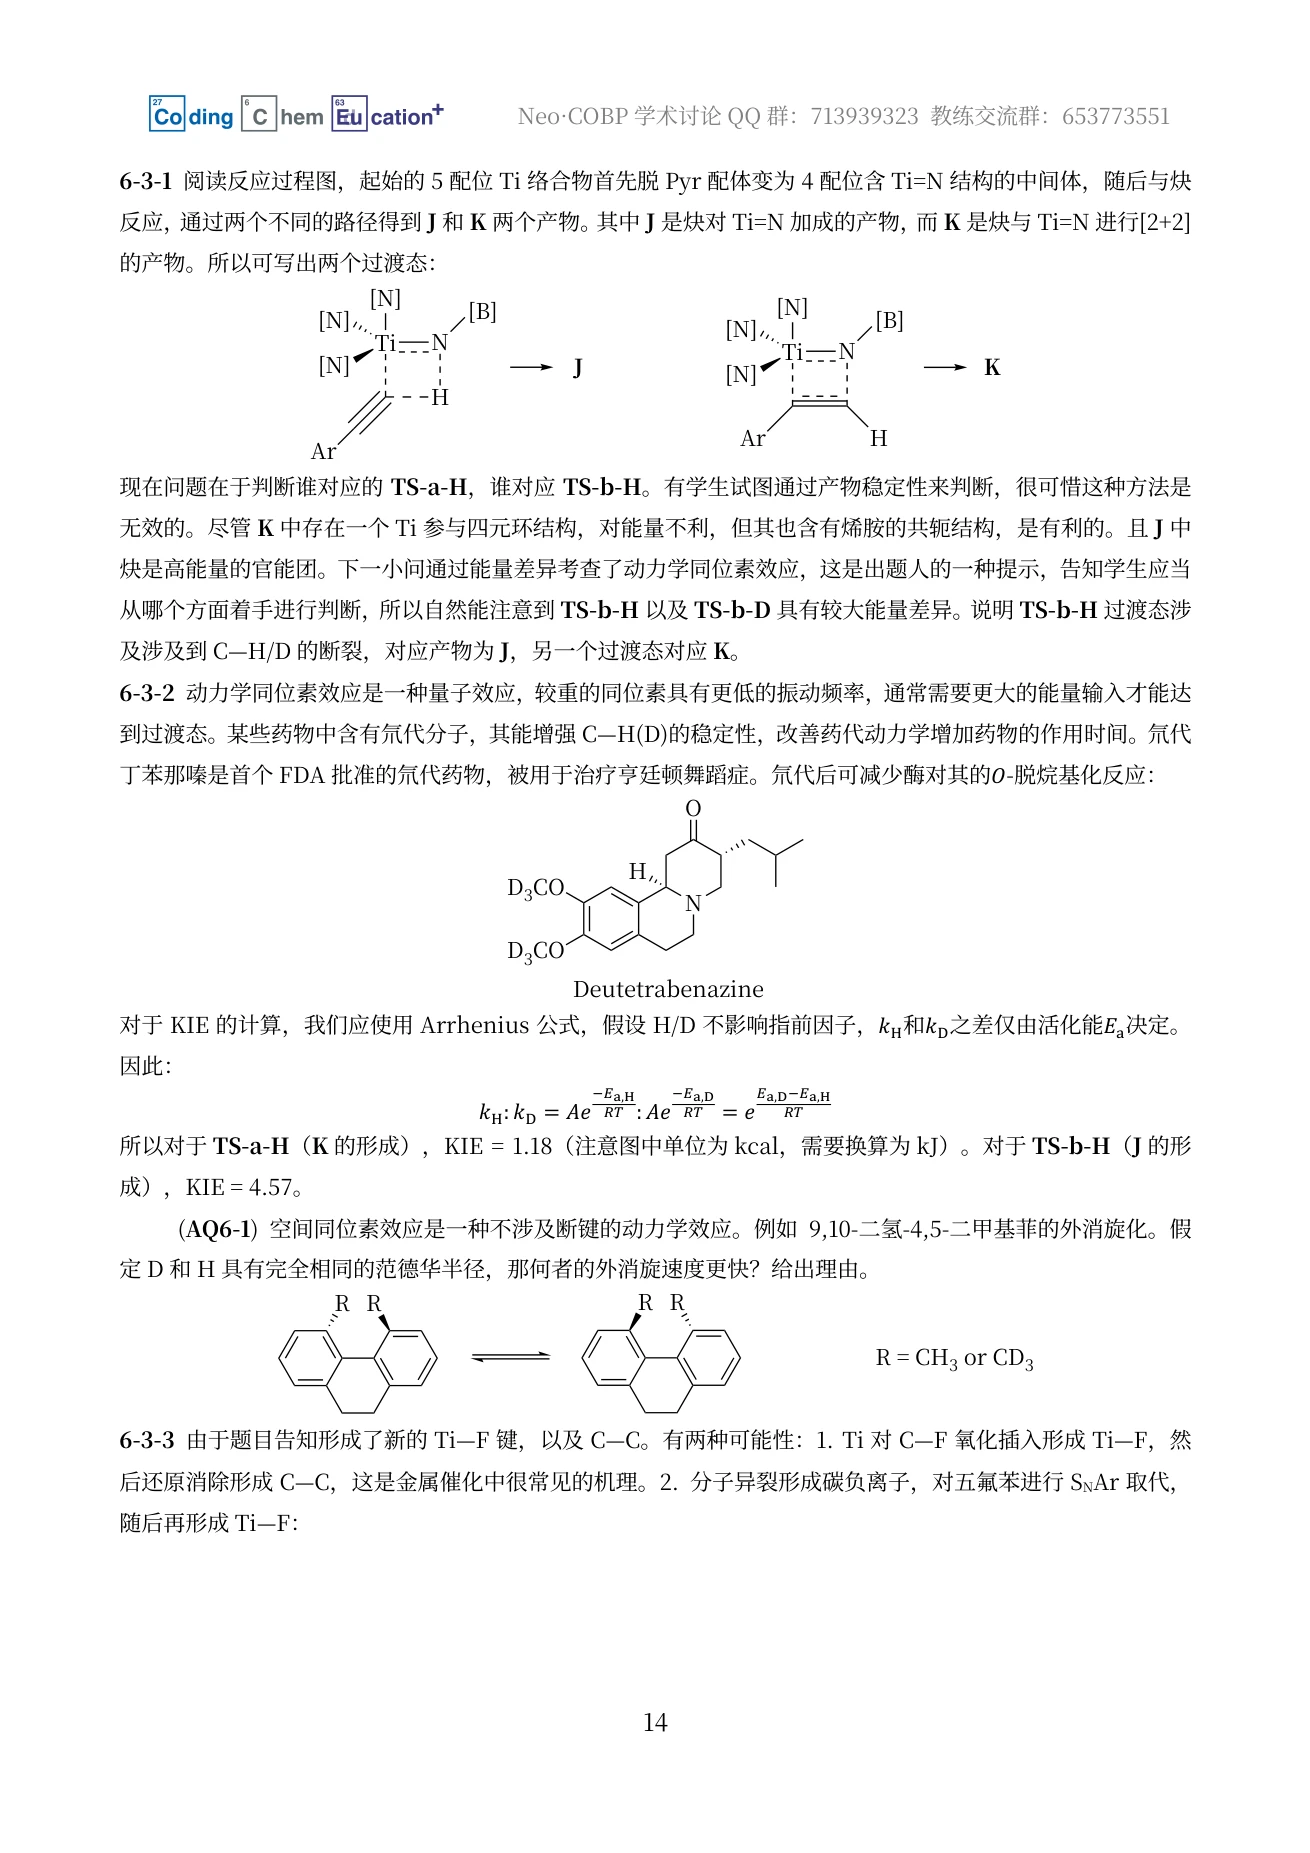 27 Co ding 6 C hem 63 Eu cation+ Neo·COBP 学术讨论 QQ 群：713939323 教练交流群：653773551
6-3-1 阅读反应过程图，起始的 5 配位 Ti 络合物首先脱 Pyr 配体变为 4 配位含 Ti=N 结构的中间体，随后与炔
反应，通过两个不同的路径得到 J 和 K 两个产物。其中 J 是炔对 Ti=N 加成的产物，而 K 是炔与 Ti=N 进行[2+2]
的产物。所以可写出两个过渡态：
[N] [N] [N] Ti N [B] H Ar J
[N] [N] [N] Ti N [B] Ar H K
现在问题在于判断谁对应的 TS-a-H，谁对应 TS-b-H。有学生试图通过产物稳定性来判断，很可惜这种方法是
无效的。尽管 K 中存在一个 Ti 参与四元环结构，对能量不利，但其也含有烯胺的共轭结构，是有利的。且 J 中
炔是高能量的官能团。下一小问通过能量差异考查了动力学同位素效应，这是出题人的一种提示，告知学生应当
从哪个方面着手进行判断，所以自然能注意到 TS-b-H 以及 TS-b-D 具有较大能量差异。说明 TS-b-H 过渡态涉
及涉及到 C—H/D 的断裂，对应产物为 J，另一个过渡态对应 K。
6-3-2 动力学同位素效应是一种量子效应，较重的同位素具有更低的振动频率，通常需要更大的能量输入才能达
到过渡态。某些药物中含有氘代分子，其能增强 C—H(D)的稳定性，改善药代动力学增加药物的作用时间。氘代
丁苯那嗪是首个 FDA 批准的氘代药物，被用于治疗亨廷顿舞蹈症。氘代后可减少酶对其的O-脱烷基化反应：
O
H
D3CO
N
D3CO
Deutetrabenazine
对于 KIE 的计算，我们应使用 Arrhenius 公式，假设 H/D 不影响指前因子，kH和kD之差仅由活化能Ea决定。
因此：
kH: kD = Ae^(−Ea,H/RT): Ae^(−Ea,D/RT) = e^((Ea,D−Ea,H)/RT)
所以对于 TS-a-H（K 的形成），KIE = 1.18（注意图中单位为 kcal，需要换算为 kJ）。对于 TS-b-H（J 的形
成），KIE = 4.57。
(AQ6-1) 空间同位素效应是一种不涉及断键的动力学效应。例如 9,10-二氢-4,5-二甲基菲的外消旋化。假
定 D 和 H 具有完全相同的范德华半径，那何者的外消旋速度更快？给出理由。
R R R R
R = CH3 or CD3
6-3-3 由于题目告知形成了新的 Ti—F 键，以及 C—C。有两种可能性：1. Ti 对 C—F 氧化插入形成 Ti—F，然
后还原消除形成 C—C，这是金属催化中很常见的机理。2. 分子异裂形成碳负离子，对五氟苯进行 SNAr 取代，
随后再形成 Ti—F：
14